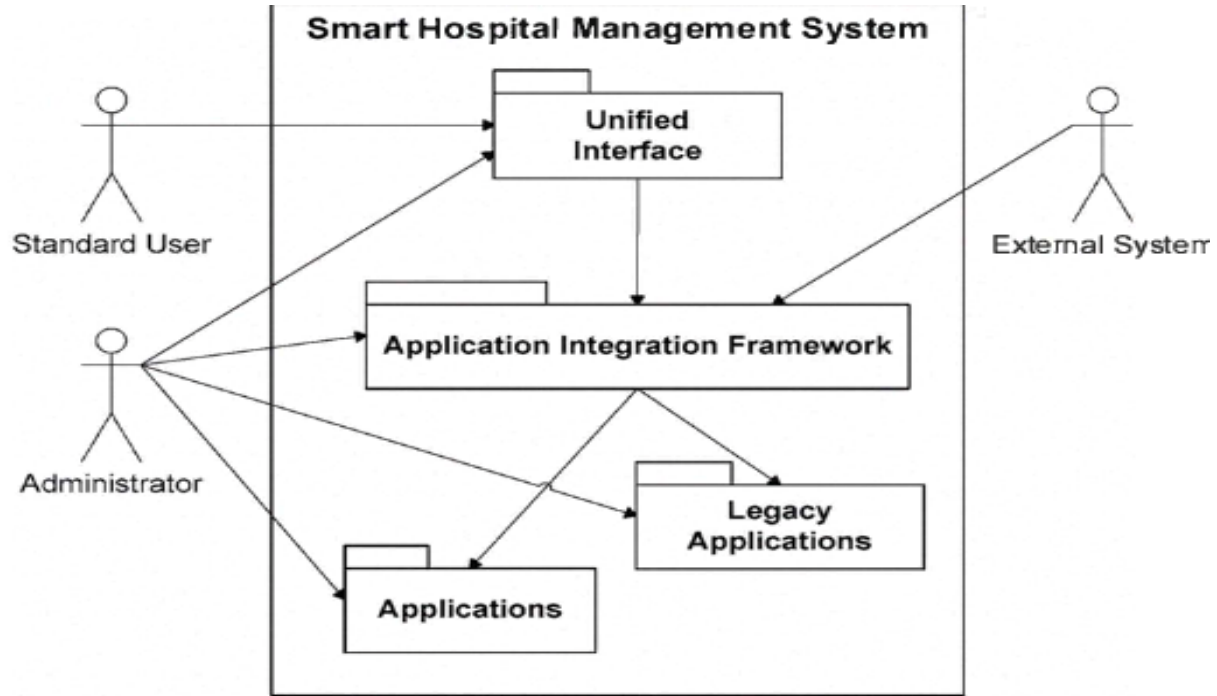 Smart Hospital Management System
Unified
Interface
Standard User
External System
Application Integration Framework
Administrator
Legacy
Applications
Applications